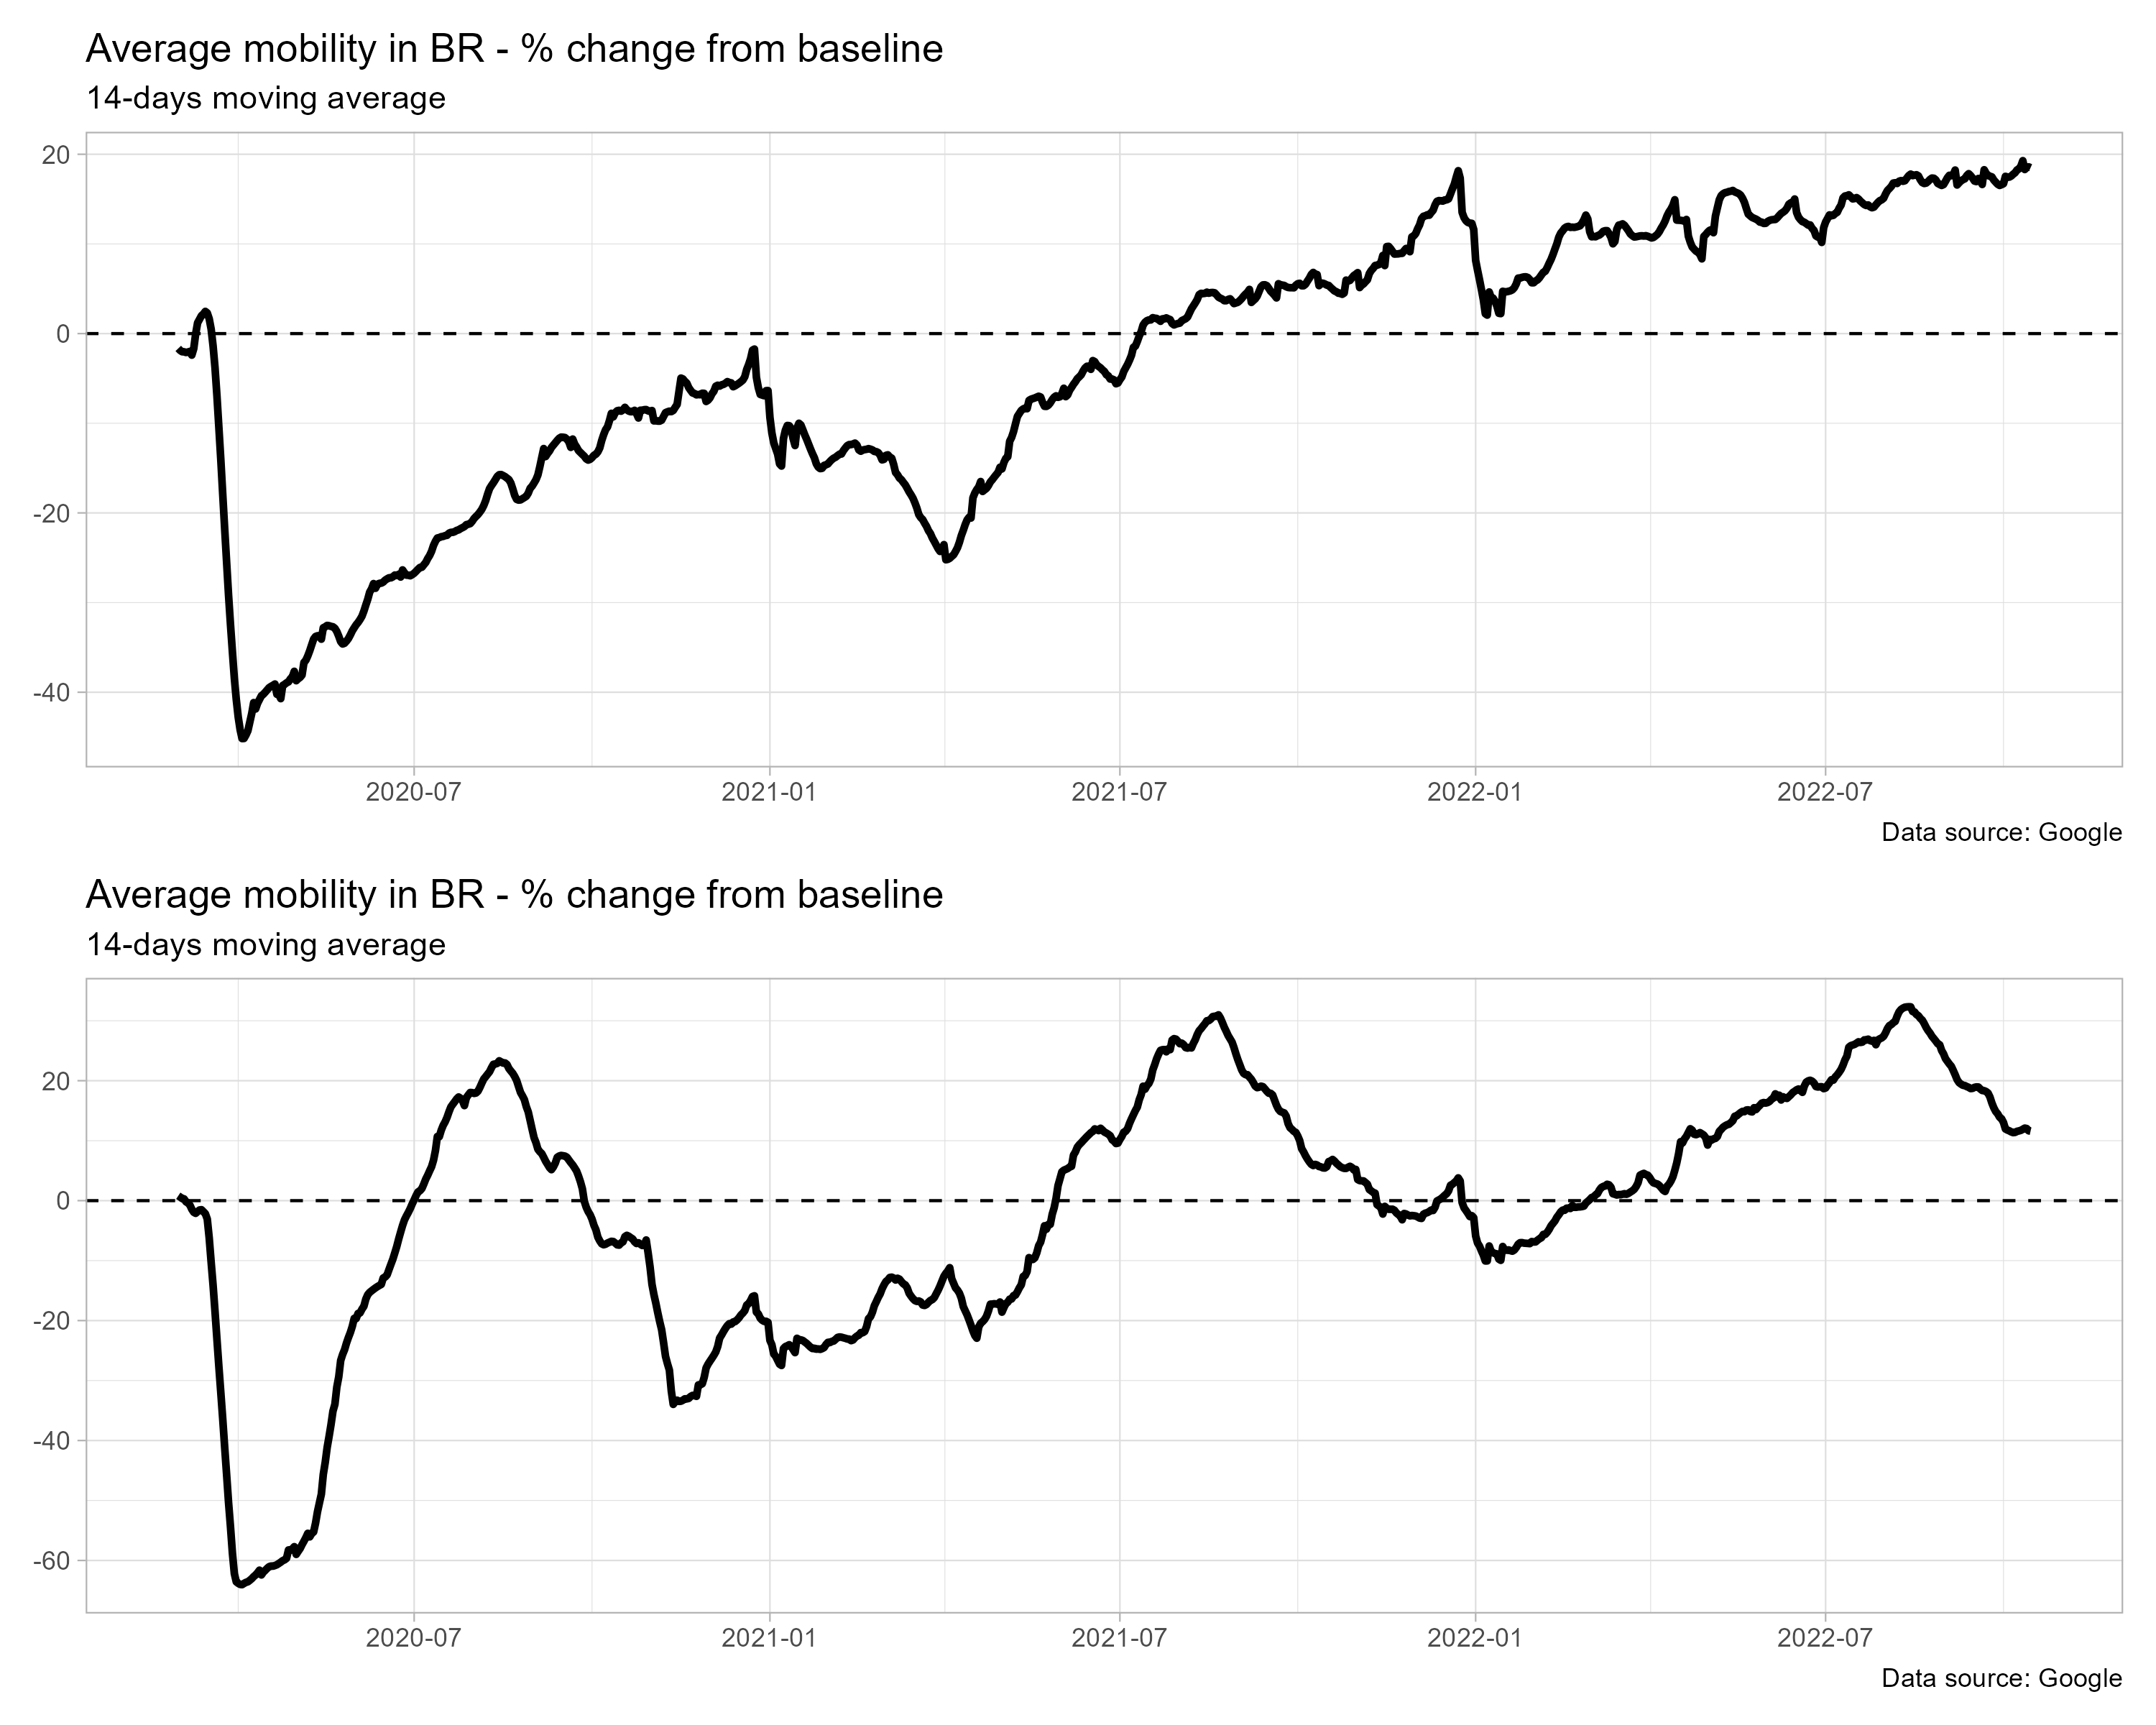 Average mobility in BR - % change from baseline
14-days moving average
20
0
-20
-40
2020-07 2021-01 2021-07 2022-01 2022-07
Data source: Google
Average mobility in BR - % change from baseline
14-days moving average
20
0
-20
-40
-60
2020-07 2021-01 2021-07 2022-01 2022-07
Data source: Google